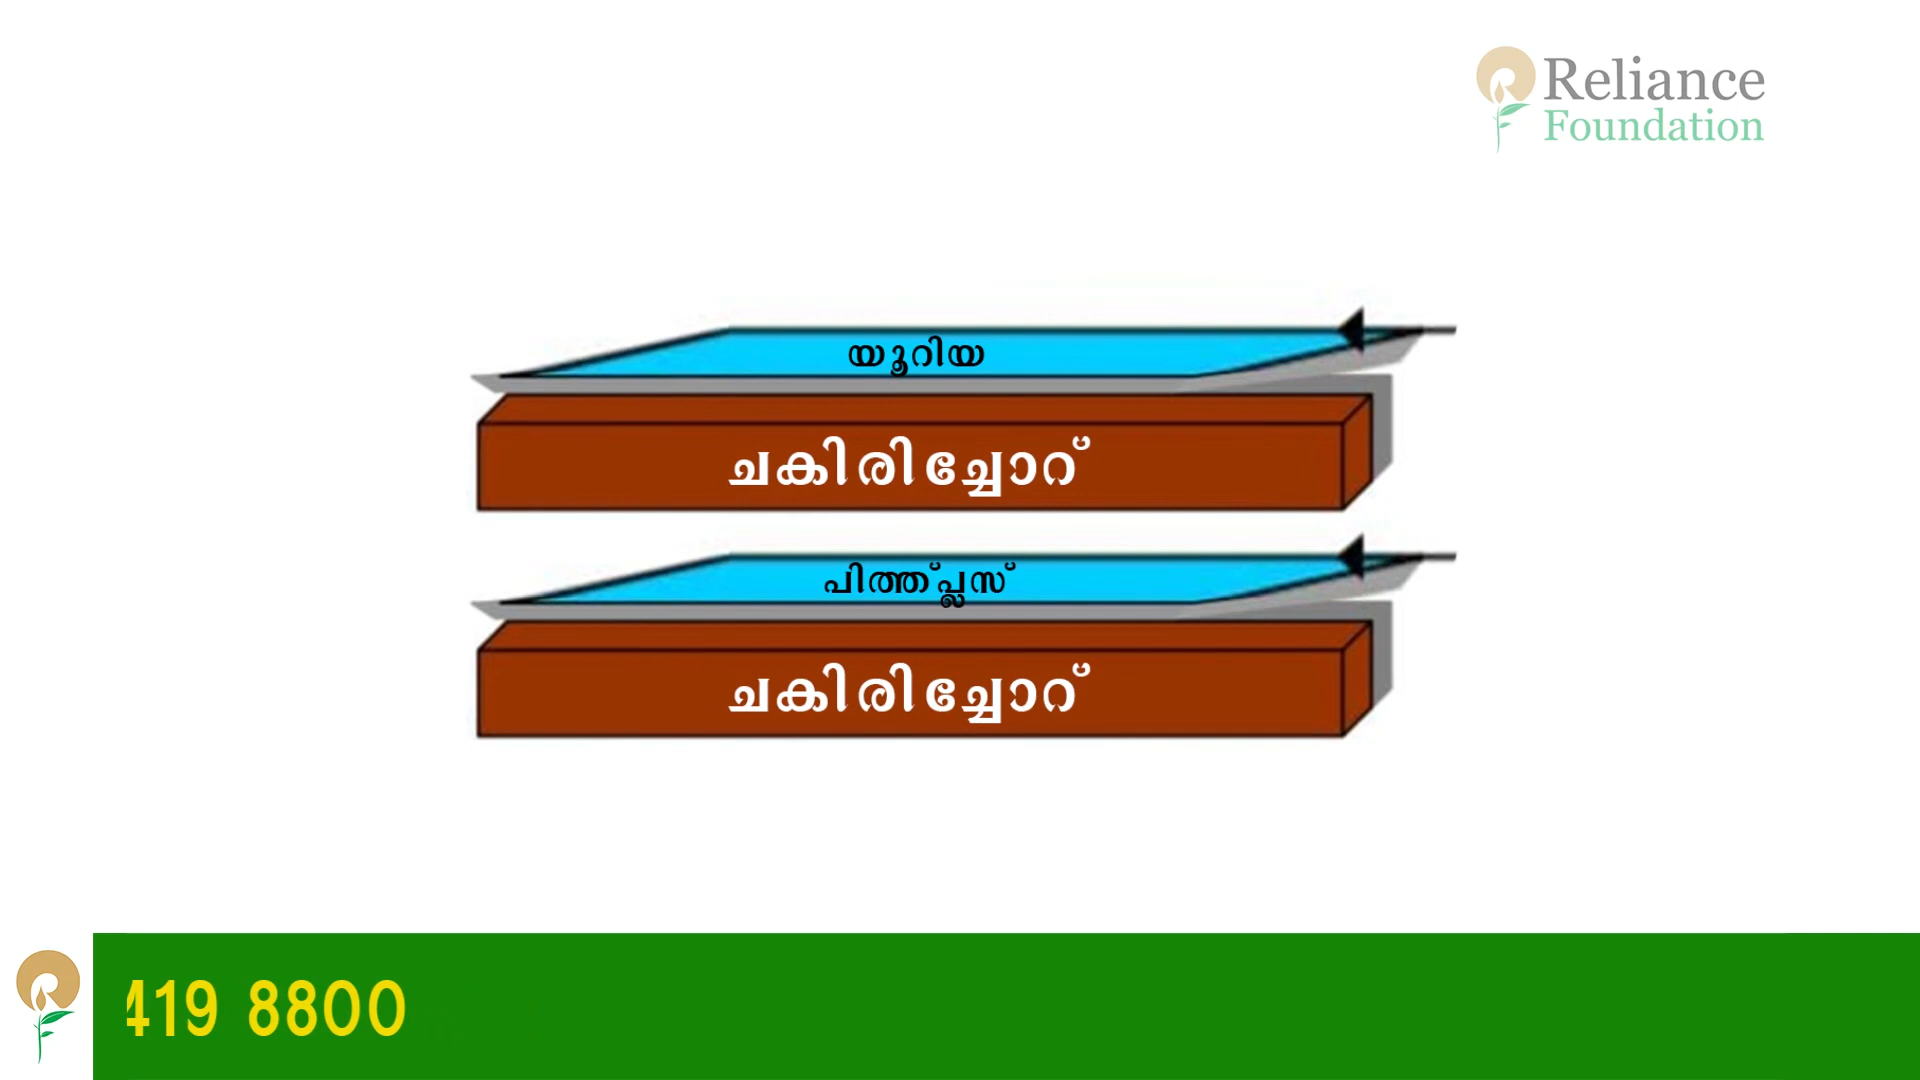 Reliance
Foundation
യൂറിയ
ചകിരിച്ചോറ്
പിത്ത്പ്ലസ്
ചകിരിച്ചോറ്
419 8800